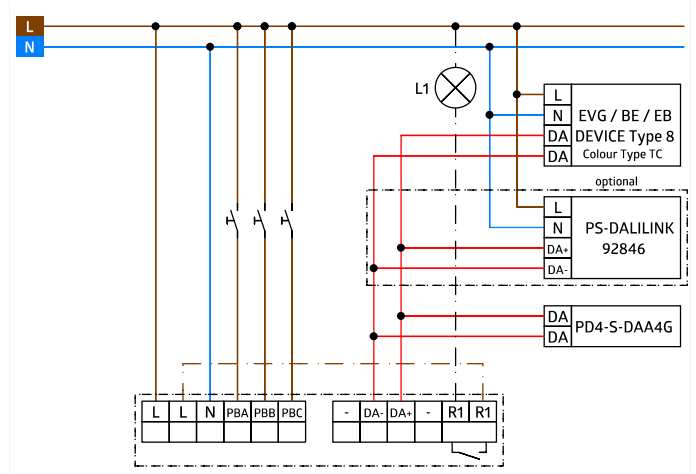 L
N
L1
L
N
DA
DA
EVG / BE / EB
DEVICE Type 8
Colour Type TC
optional
L
N
DA+
DA-
PS-DALILINK
92846
DA
DA
PD4-S-DAA4G
L L N PBA PBB PBC - DA- DA+ - R1 R1